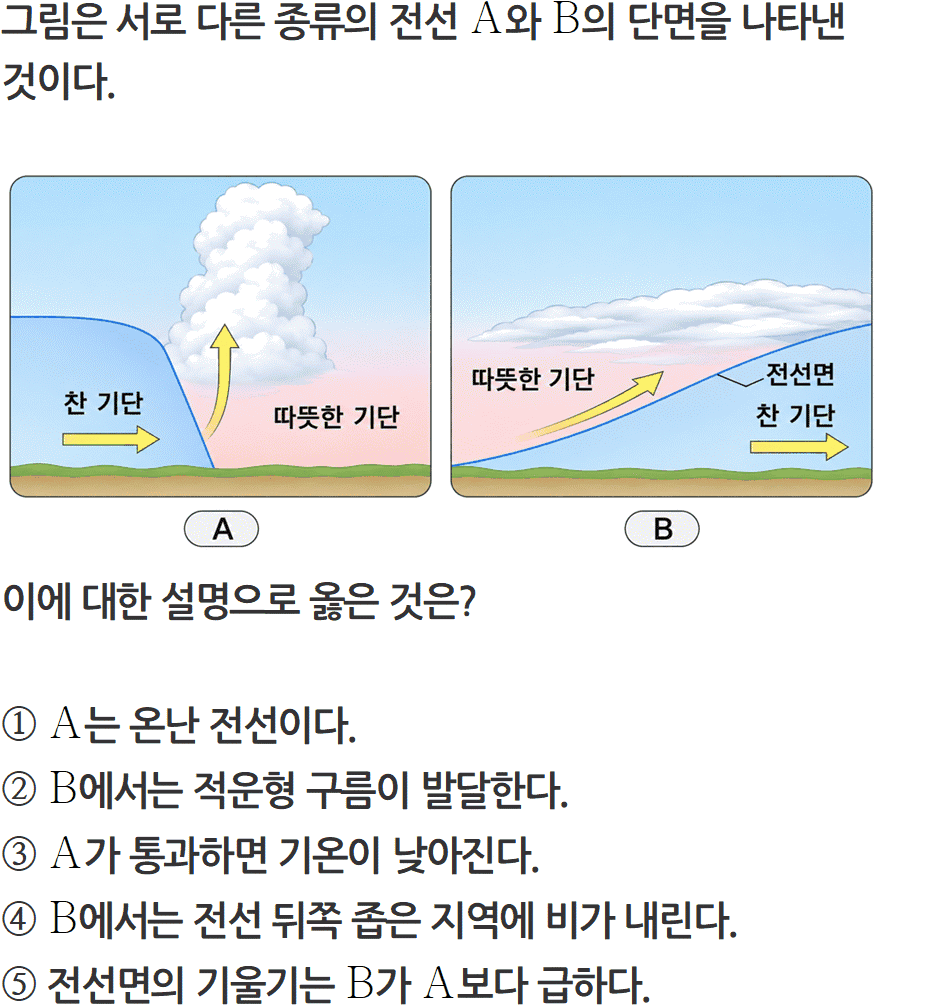 그림은 서로 다른 종류의 전선 A와 B의 단면을 나타낸
것이다.
찬 기단
따뜻한 기단
A
따뜻한 기단
전선면
찬 기단
B
이에 대한 설명으로 옳은 것은?
① A는 온난 전선이다.
② B에서는 적운형 구름이 발달한다.
③ A가 통과하면 기온이 낮아진다.
④ B에서는 전선 뒤쪽 좁은 지역에 비가 내린다.
⑤ 전선면의 기울기는 B가 A보다 급하다.